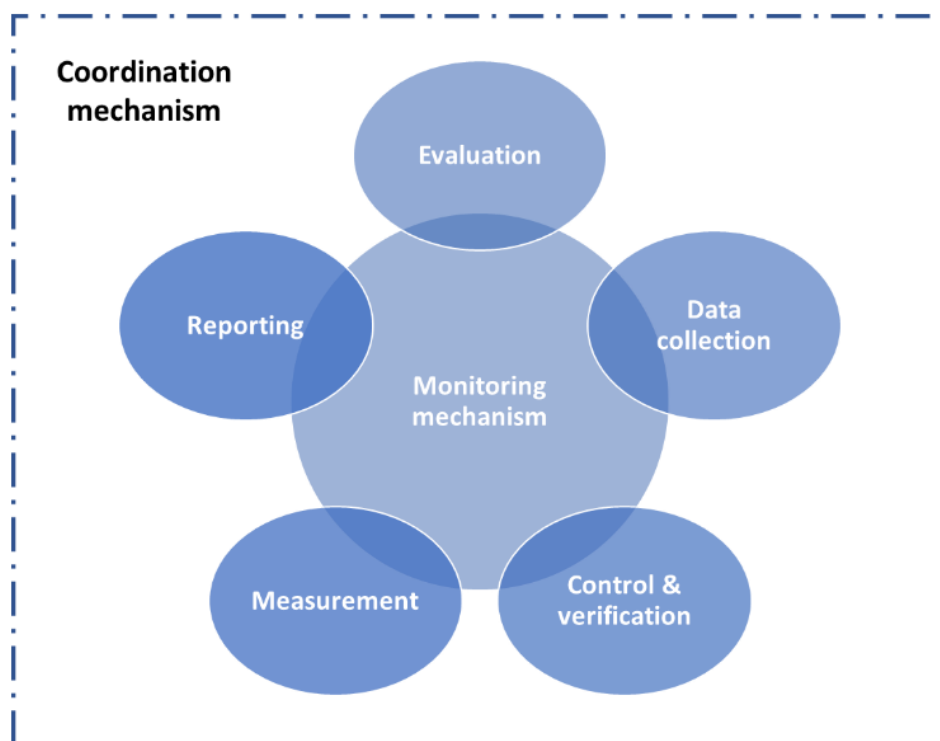 Coordination
mechanism
Evaluation
Reporting
Data
collection
Monitoring
mechanism
Measurement
Control &
verification